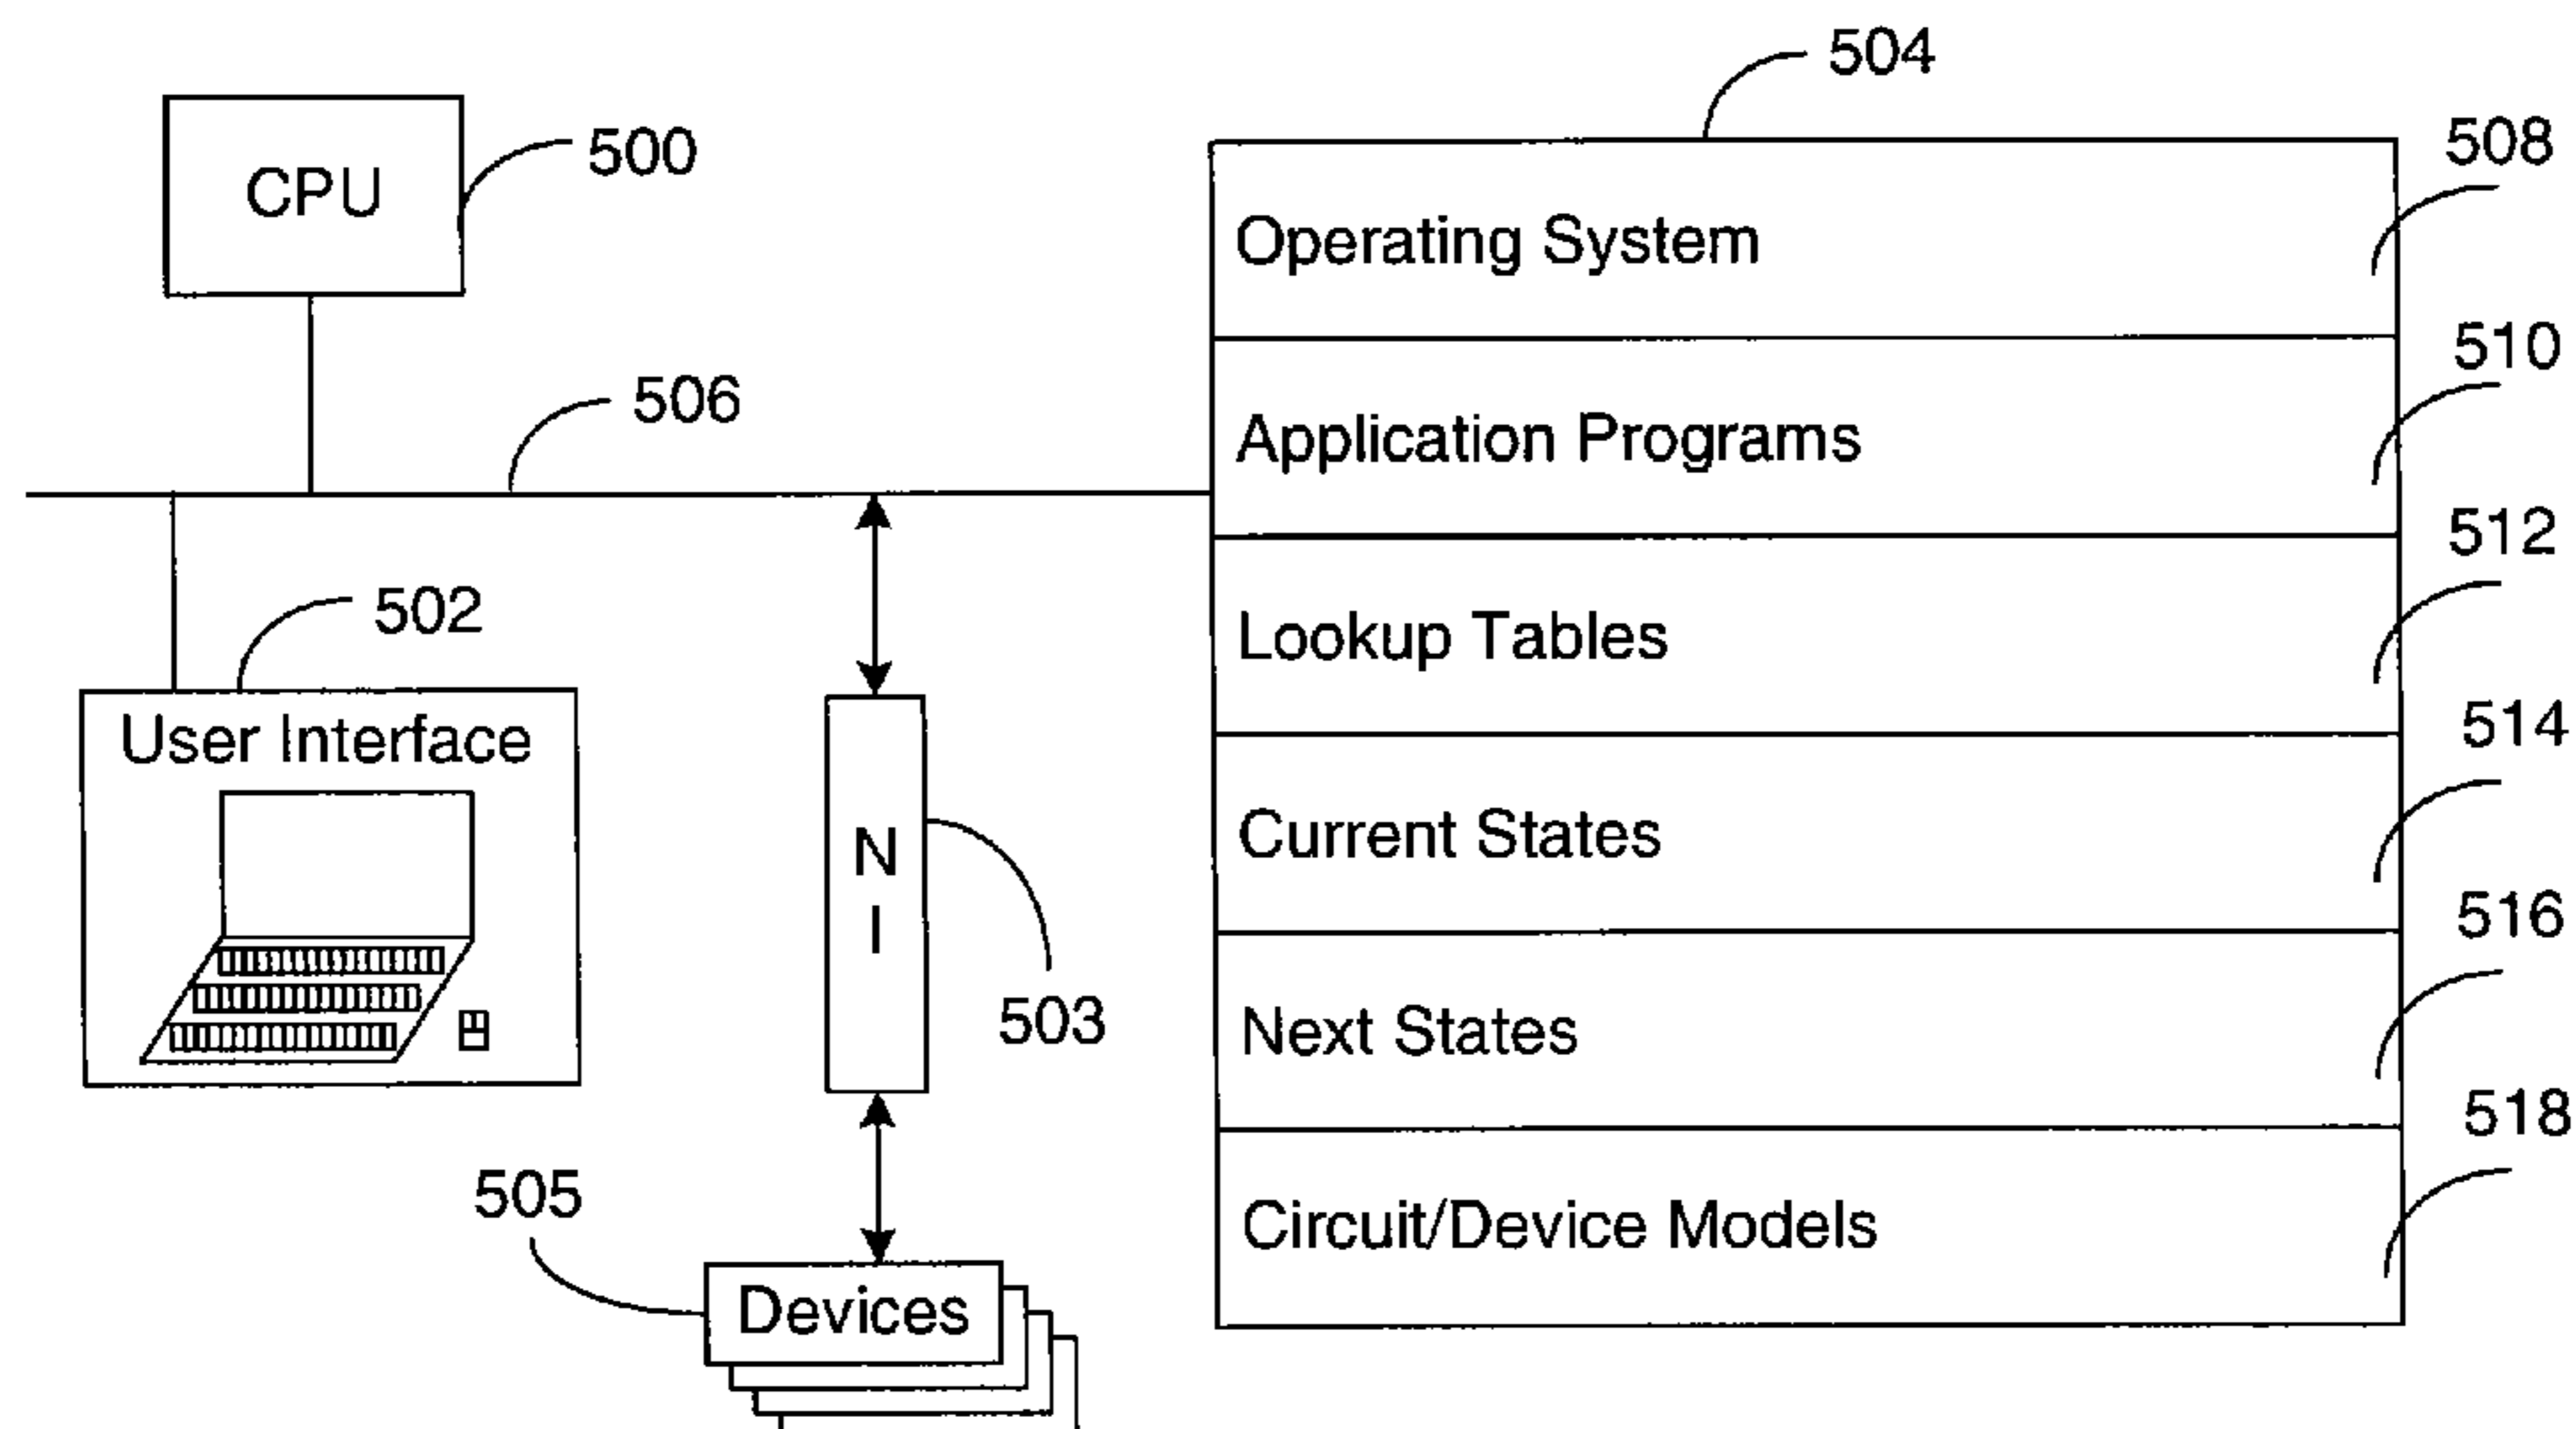 504
508
CPU
500
Operating System
510
506
Application Programs
512
502
Lookup Tables
514
User Interface
N
I
Current States
516
503
Next States
518
505
Circuit/Device Models
Devices